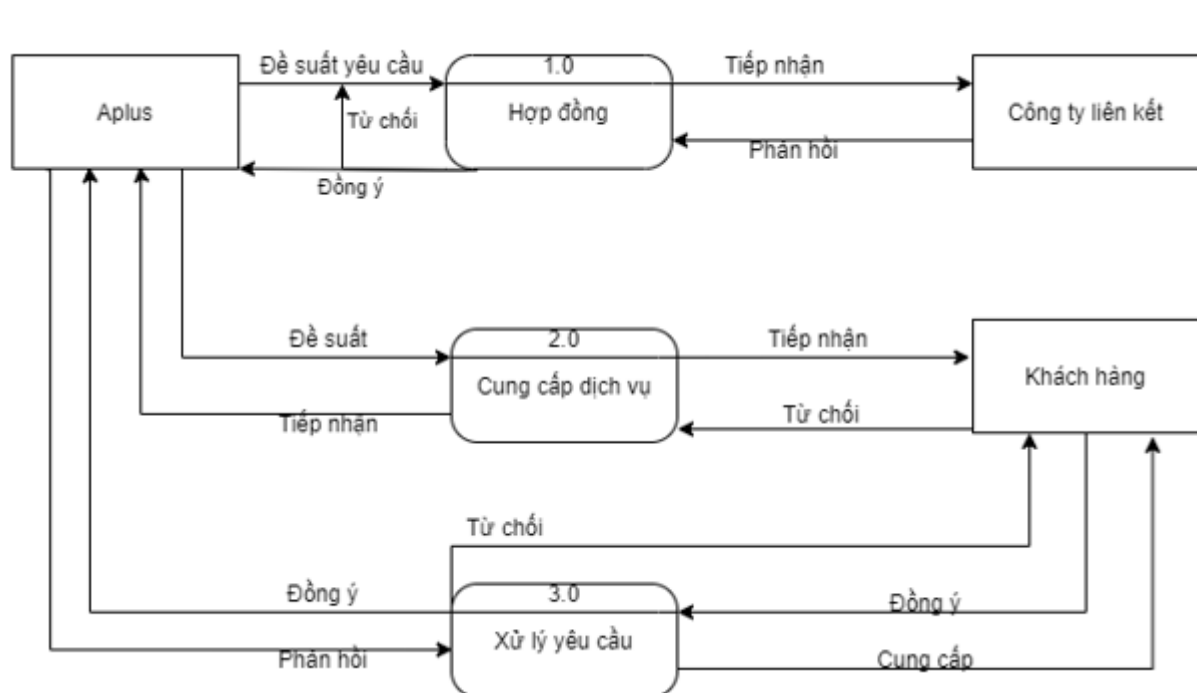 Đề suất yêu cầu
1.0
Tiếp nhận
Aplus
Từ chối
Hợp đồng
Công ty liên kết
Phản hồi
Đồng ý
Đề suất
2.0
Tiếp nhận
Cung cấp dịch vụ
Khách hàng
Tiếp nhận
Từ chối
Từ chối
Đồng ý
3.0
Đồng ý
Xử lý yêu cầu
Phản hồi
Cung cấp